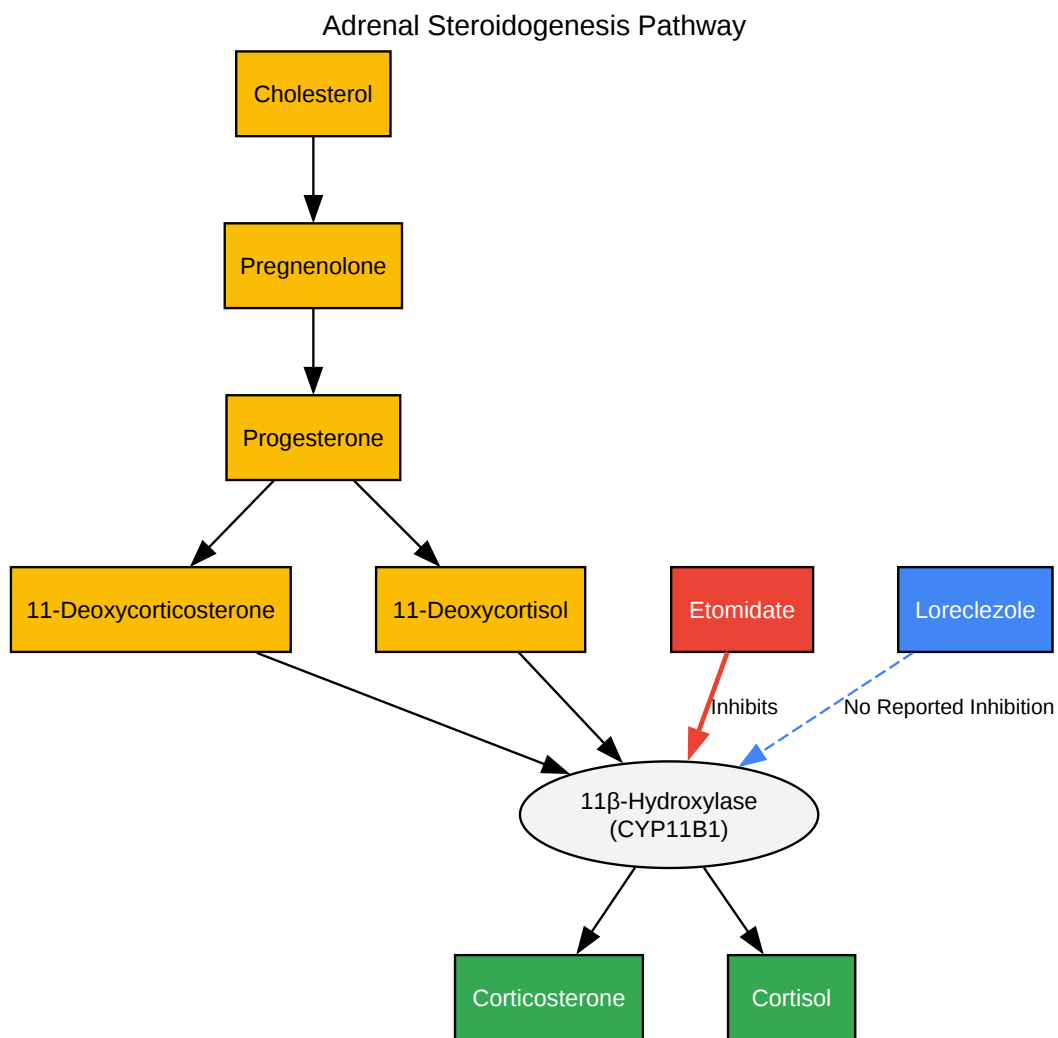 Adrenal Steroidogenesis Pathway
Cholesterol
Pregnenolone
Progesterone
11-Deoxycorticosterone
11-Deoxycortisol
Etomidate
Loreclezole
Inhibits
No Reported Inhibition
11β-Hydroxylase
(CYP11B1)
Corticosterone
Cortisol